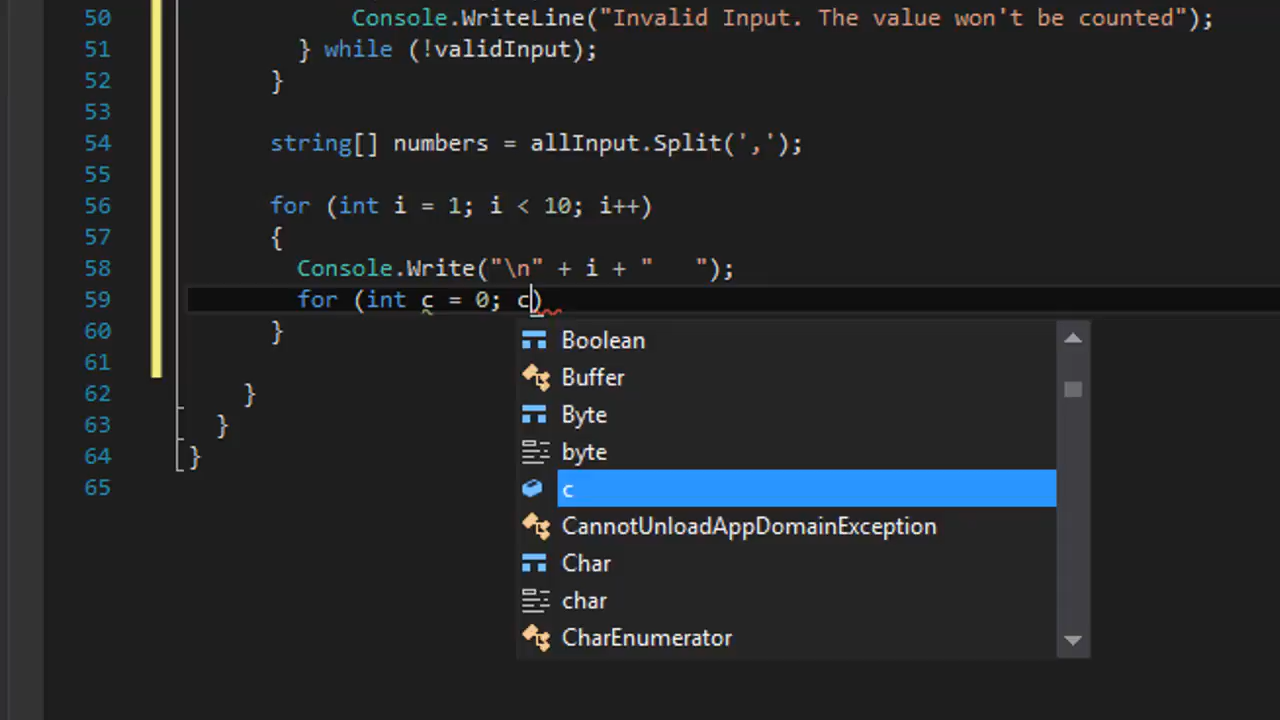 50 Console.WriteLine("Invalid Input. The value won't be counted");
51 } while (!validInput);
52 }
53
54 string[] numbers = allInput.Split(',');
55
56 for (int i = 1; i < 10; i++)
57 {
58 Console.Write("\n" + i + "   ");
59 for (int c = 0; c)
60 }
61
62 }
63 }
64 }
65
Boolean
Buffer
Byte
byte
c
CannotUnloadAppDomainException
Char
char
CharEnumerator